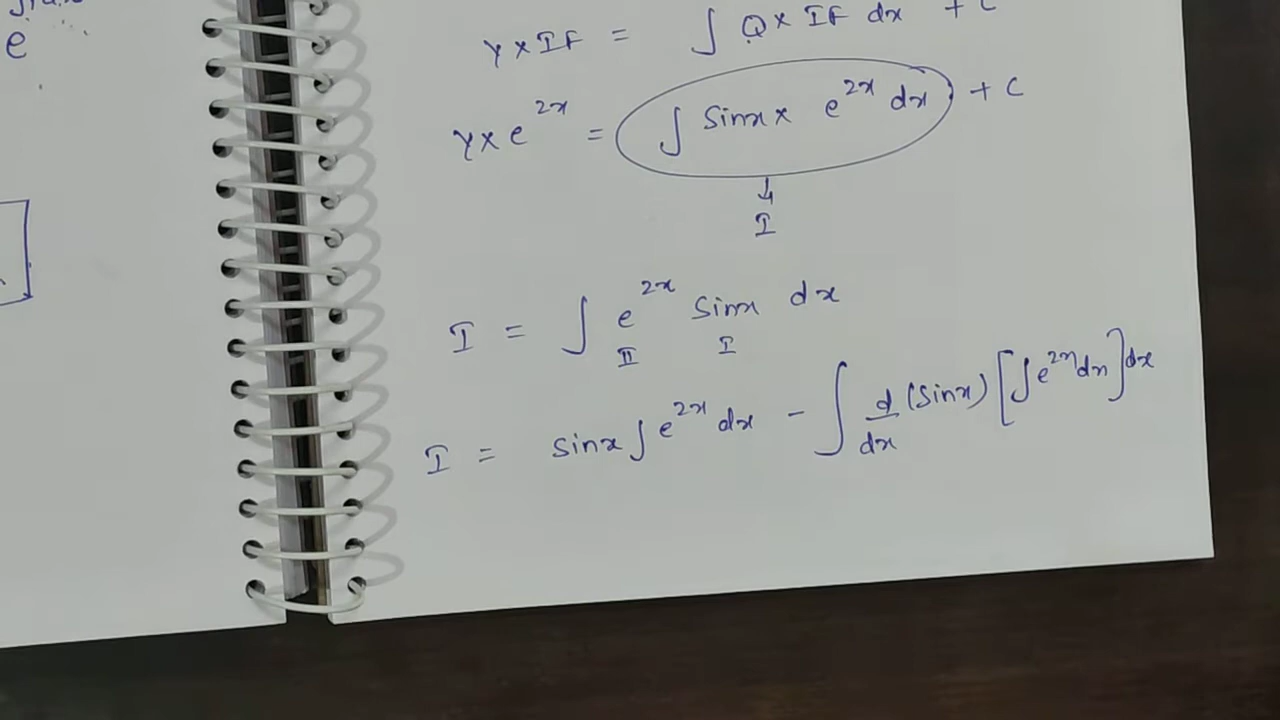 e
Y × IF = ∫ Q × IF dx + C
Y × e^2x = ∫ Sinx × e^2x dx + C
I
I = ∫ e^2x Sinx dx
II I
I = sinx ∫ e^2x dx - ∫ d/dx (Sinx) [∫ e^2x dx] dx